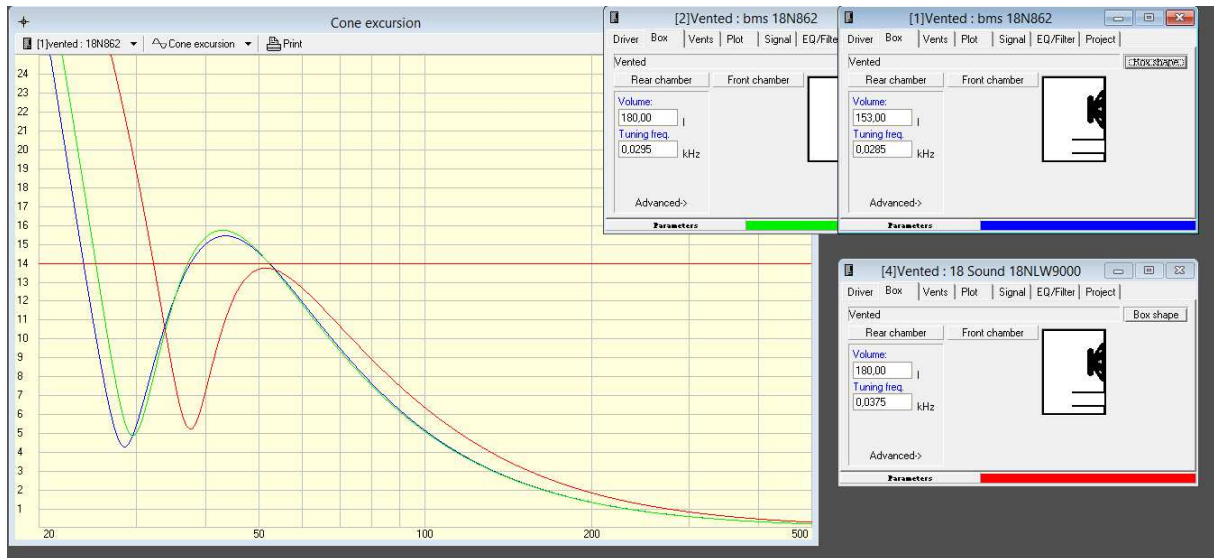 Cone excursion
[1]vented : 18N862 Cone excursion Print
24
23
22
21
20
19
18
17
16
15
14
13
12
11
10
9
8
7
6
5
4
3
2
1
20 50 100 200 500
[2]Vented : bms 18N862
Driver Box Vents Plot Signal EQ/Filte
Vented
Rear chamber Front chamber
Volume:
180,00 l
Tuning freq.
0,0295 kHz
Advanced->
Parameters
[1]Vented : bms 18N862
Driver Box Vents Plot Signal EQ/Filter Project
Vented Box shape
Rear chamber Front chamber
Volume:
153,00 l
Tuning freq.
0,0285 kHz
Advanced->
Parameters
[4]Vented : 18 Sound 18NLW9000
Driver Box Vents Plot Signal EQ/Filter Project
Vented Box shape
Rear chamber Front chamber
Volume:
180,00 l
Tuning freq.
0,0375 kHz
Advanced->
Parameters